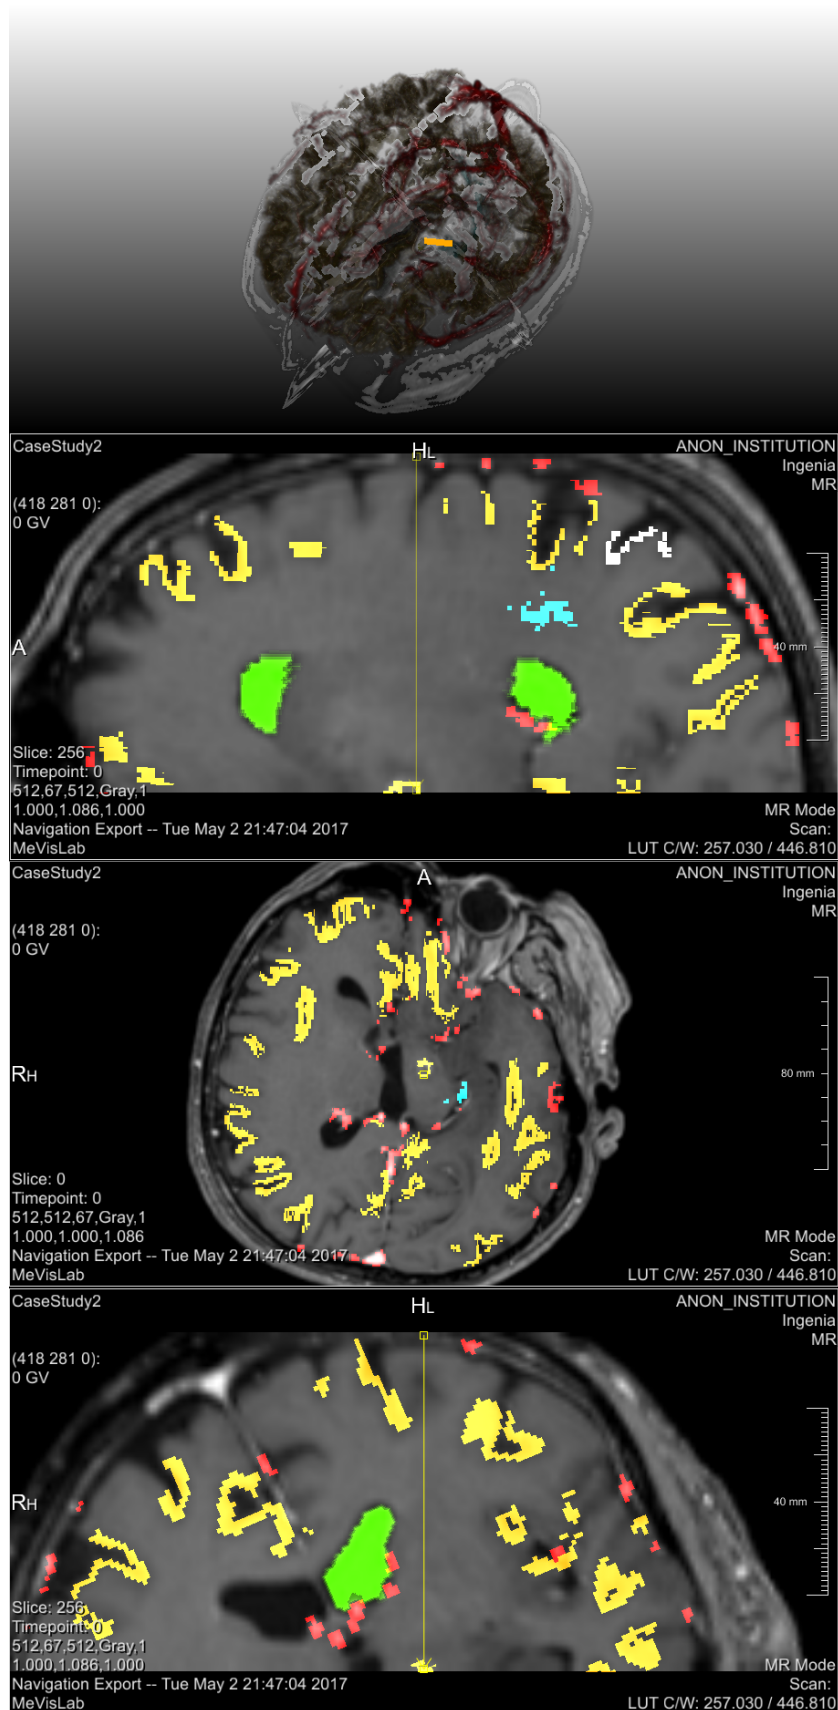 CaseStudy2
HL
ANON_INSTITUTION
Ingenia
MR
(418 281 0):
0 GV
A
40 mm
Slice: 256
Timepoint: 0
512,67,512,Gray,1
1.000,1.086,1.000
MR Mode
Navigation Export -- Tue May 2 21:47:04 2017
Scan:
MeVisLab
LUT C/W: 257.030 / 446.810
CaseStudy2
A
ANON_INSTITUTION
Ingenia
MR
(418 281 0):
0 GV
RH
80 mm
Slice: 0
Timepoint: 0
512,512,67,Gray,1
1.000,1.000,1.086
MR Mode
Navigation Export -- Tue May 2 21:47:04 2017
Scan:
MeVisLab
LUT C/W: 257.030 / 446.810
CaseStudy2
HL
ANON_INSTITUTION
Ingenia
MR
(418 281 0):
0 GV
RH
40 mm
Slice: 256
Timepoint: 0
512,67,512,Gray,1
1.000,1.086,1.000
MR Mode
Navigation Export -- Tue May 2 21:47:04 2017
Scan:
MeVisLab
LUT C/W: 257.030 / 446.810